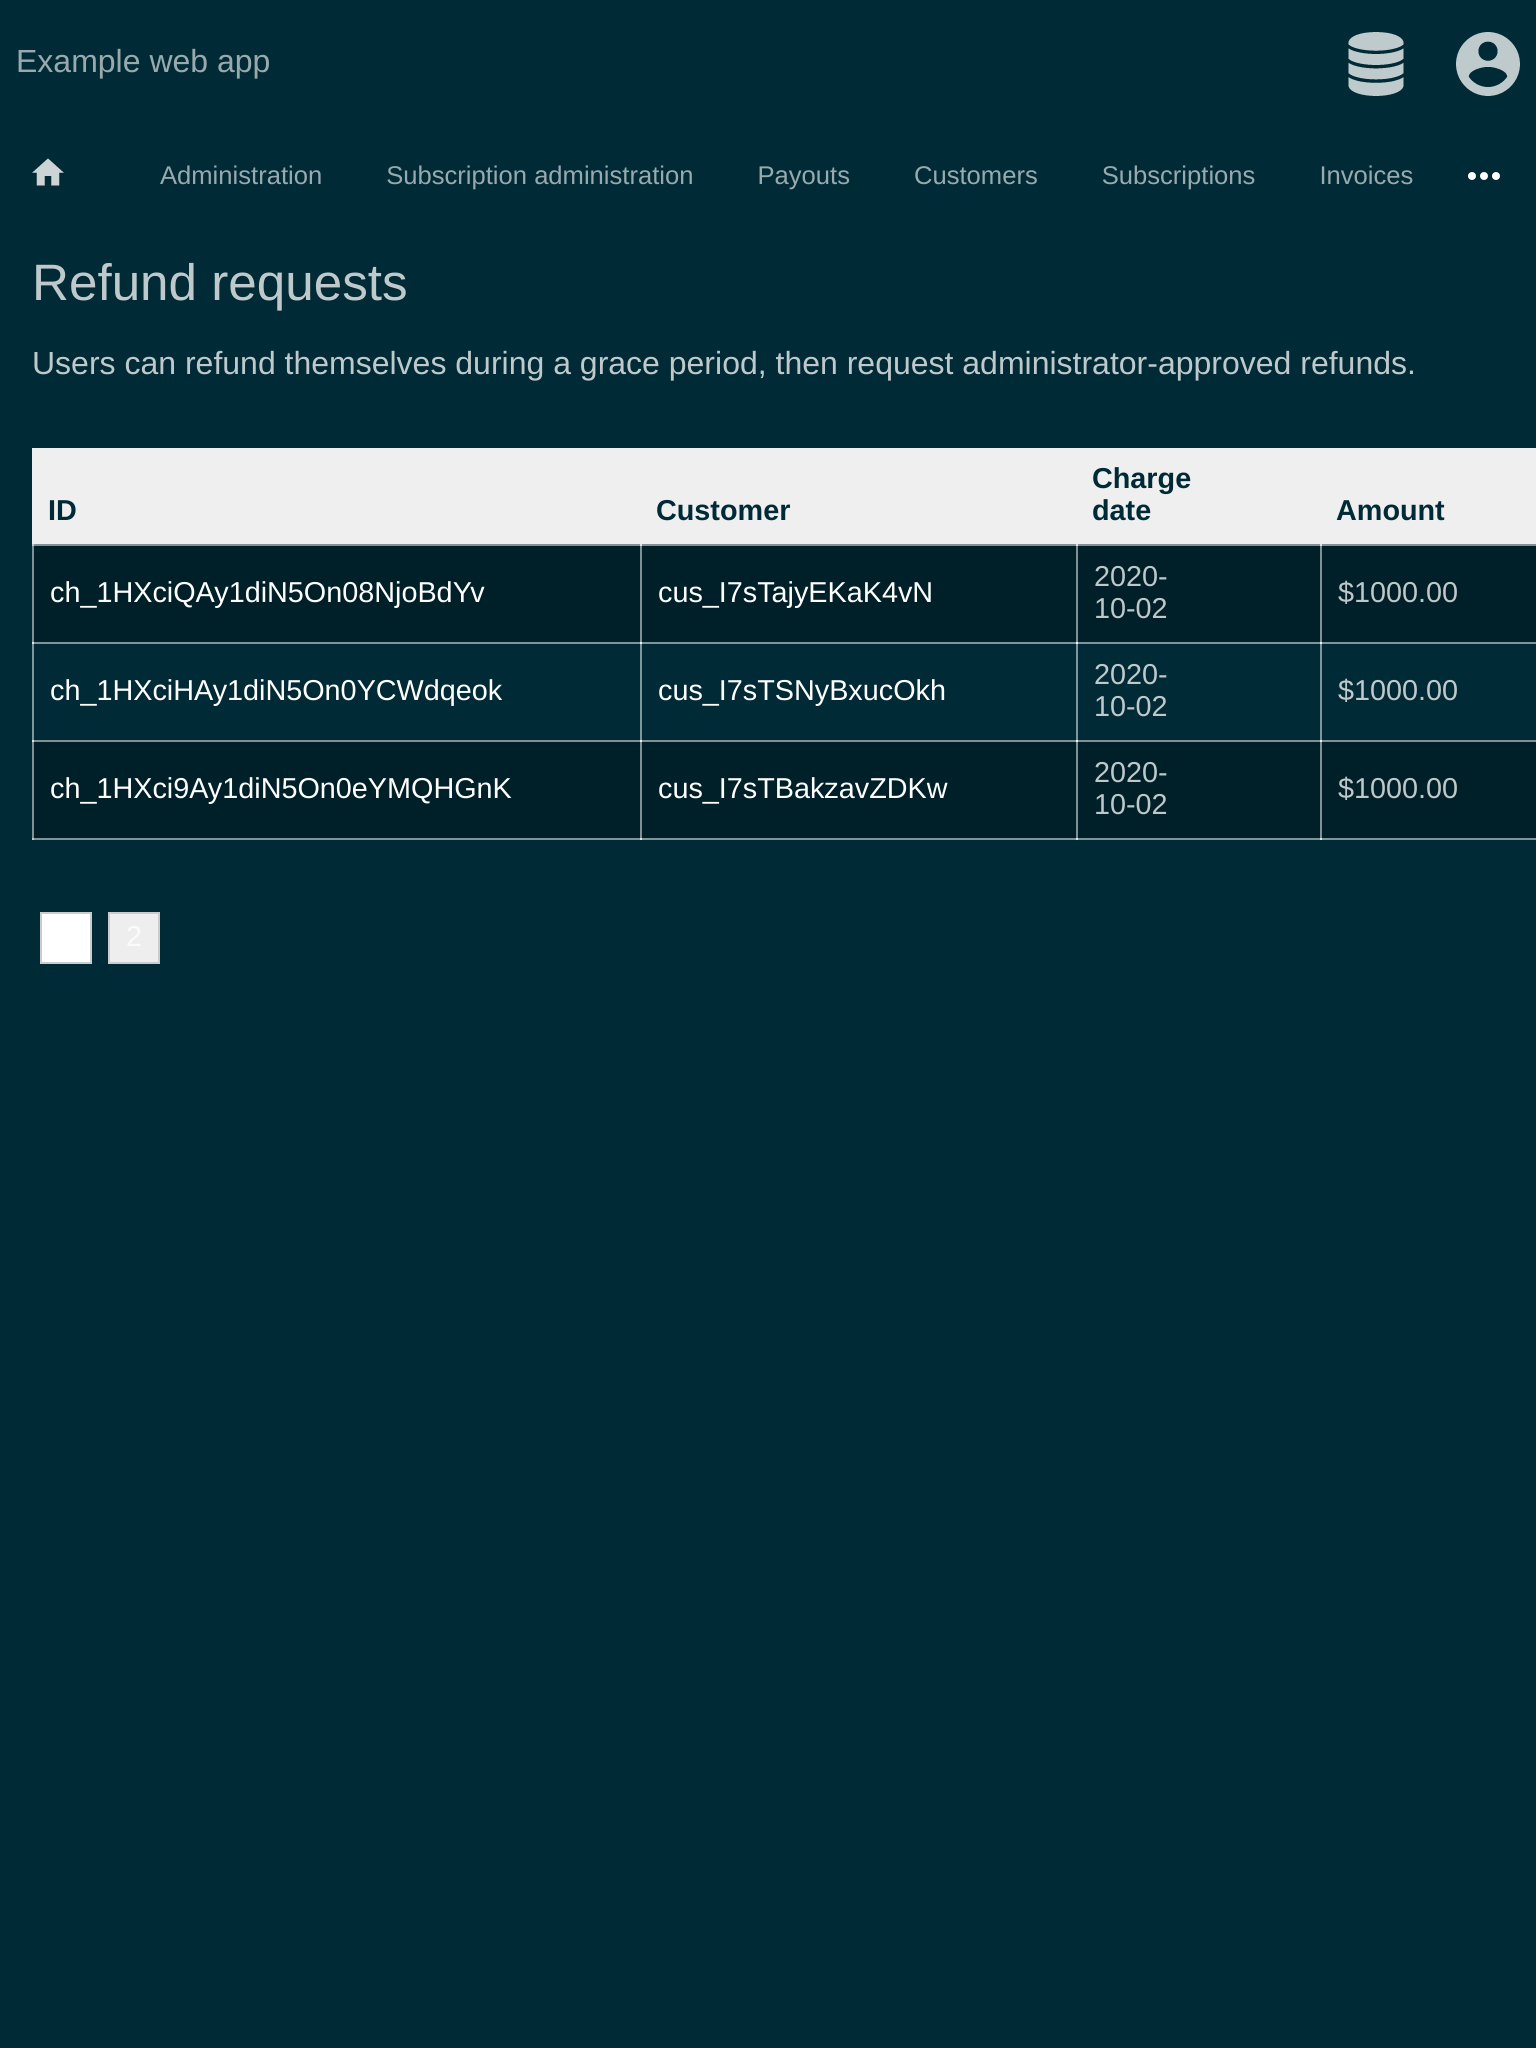 Example web app
Administration Subscription administration Payouts Customers Subscriptions Invoices
Refund requests
Users can refund themselves during a grace period, then request administrator-approved refunds.
ID Customer Charge date Amount
ch_1HXciQAy1diN5On08NjoBdYv cus_I7sTajyEKaK4vN 2020-10-02 $1000.00
ch_1HXciHAy1diN5On0YCWdqeok cus_I7sTSNyBxucOkh 2020-10-02 $1000.00
ch_1HXci9Ay1diN5On0eYMQHGnK cus_I7sTBakzavZDKw 2020-10-02 $1000.00
2